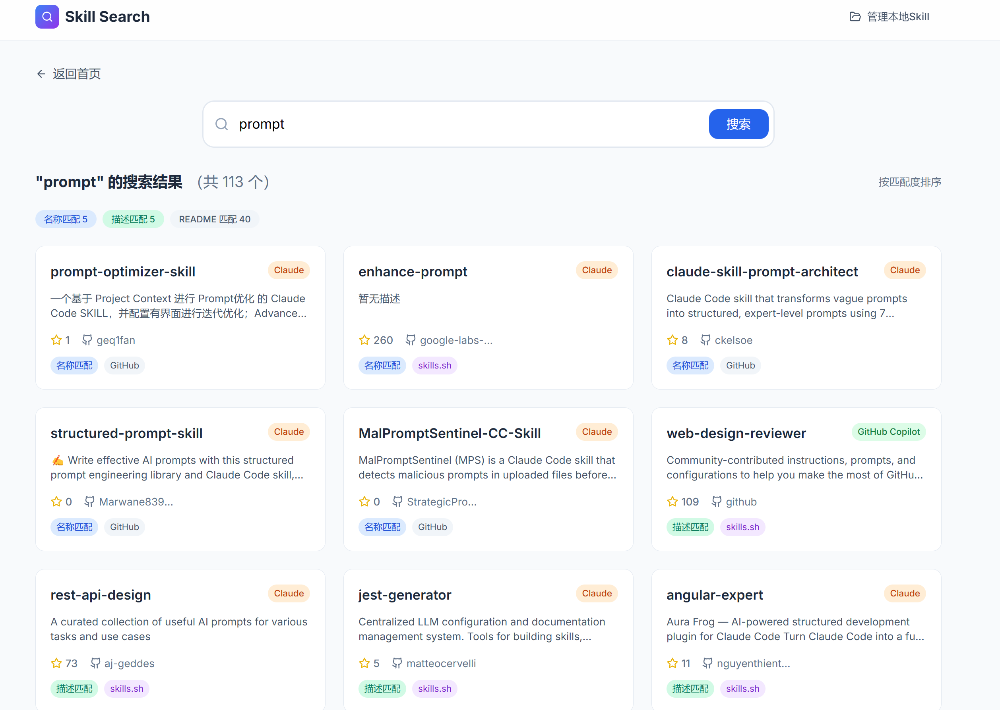 Skill Search
管理本地Skill
返回首页
prompt
搜索
"prompt" 的搜索结果 (共 113 个)
按匹配度排序
名称匹配 5
描述匹配 5
README 匹配 40
prompt-optimizer-skill
Claude
一个基于 Project Context 进行 Prompt优化 的 Claude
Code SKILL，并配置有界面进行迭代优化；Advance...
1
geq1fan
名称匹配
GitHub
enhance-prompt
Claude
暂无描述
260
google-labs-...
名称匹配
skills.sh
claude-skill-prompt-architect
Claude
Claude Code skill that transforms vague prompts
into structured, expert-level prompts using 7...
8
ckelsoe
名称匹配
GitHub
structured-prompt-skill
Claude
✍️ Write effective AI prompts with this structured
prompt engineering library and Claude Code skill,...
0
Marwane839...
名称匹配
GitHub
MalPromptSentinel-CC-Skill
Claude
MalPromptSentinel (MPS) is a Claude Code skill that
detects malicious prompts in uploaded files before...
0
StrategicPro...
名称匹配
GitHub
web-design-reviewer
GitHub Copilot
Community-contributed instructions, prompts, and
configurations to help you make the most of GitHu...
109
github
描述匹配
skills.sh
rest-api-design
Claude
A curated collection of useful AI prompts for various
tasks and use cases
73
aj-geddes
描述匹配
skills.sh
jest-generator
Claude
Centralized LLM configuration and documentation
management system. Tools for building skills,...
5
matteocervelli
描述匹配
skills.sh
angular-expert
Claude
Aura Frog — AI-powered structured development
plugin for Claude Code Turn Claude Code into a fu...
11
nguyenthient...
描述匹配
skills.sh